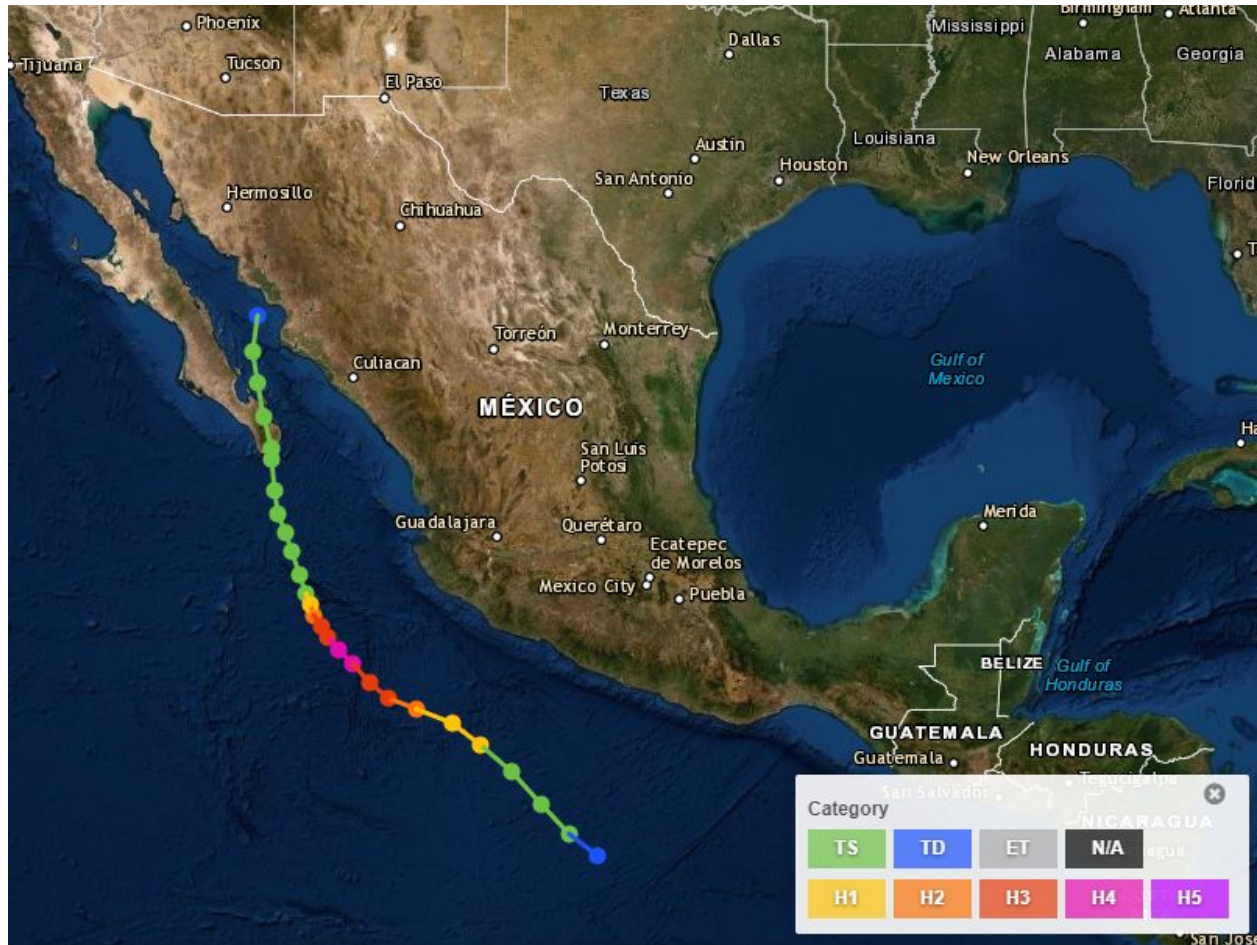 Birmingham
Atlanta
Phoenix
Mississippi
Dallas
Alabama
Georgia
Tijuana
Tucson
El Paso
Texas
Louisiana
Austin
Houston
New Orleans
San Antonio
Hermosillo
Florid
Chihuahua
T
Torreón
Monterrey
Culiacan
Gulf of
Mexico
MÉXICO
Ha
San Luis
Potosi
Merida
Guadalajara
Querétaro
Ecatepec
de Morelos
Mexico City
Puebla
BELIZE
Gulf of
Honduras
GUATEMALA
HONDURAS
Guatemala
Tegucigalpa
San Salvador
Category
NICARAGUA
TS
TD
ET
N/A
agua
H1
H2
H3
H4
H5
San Jose